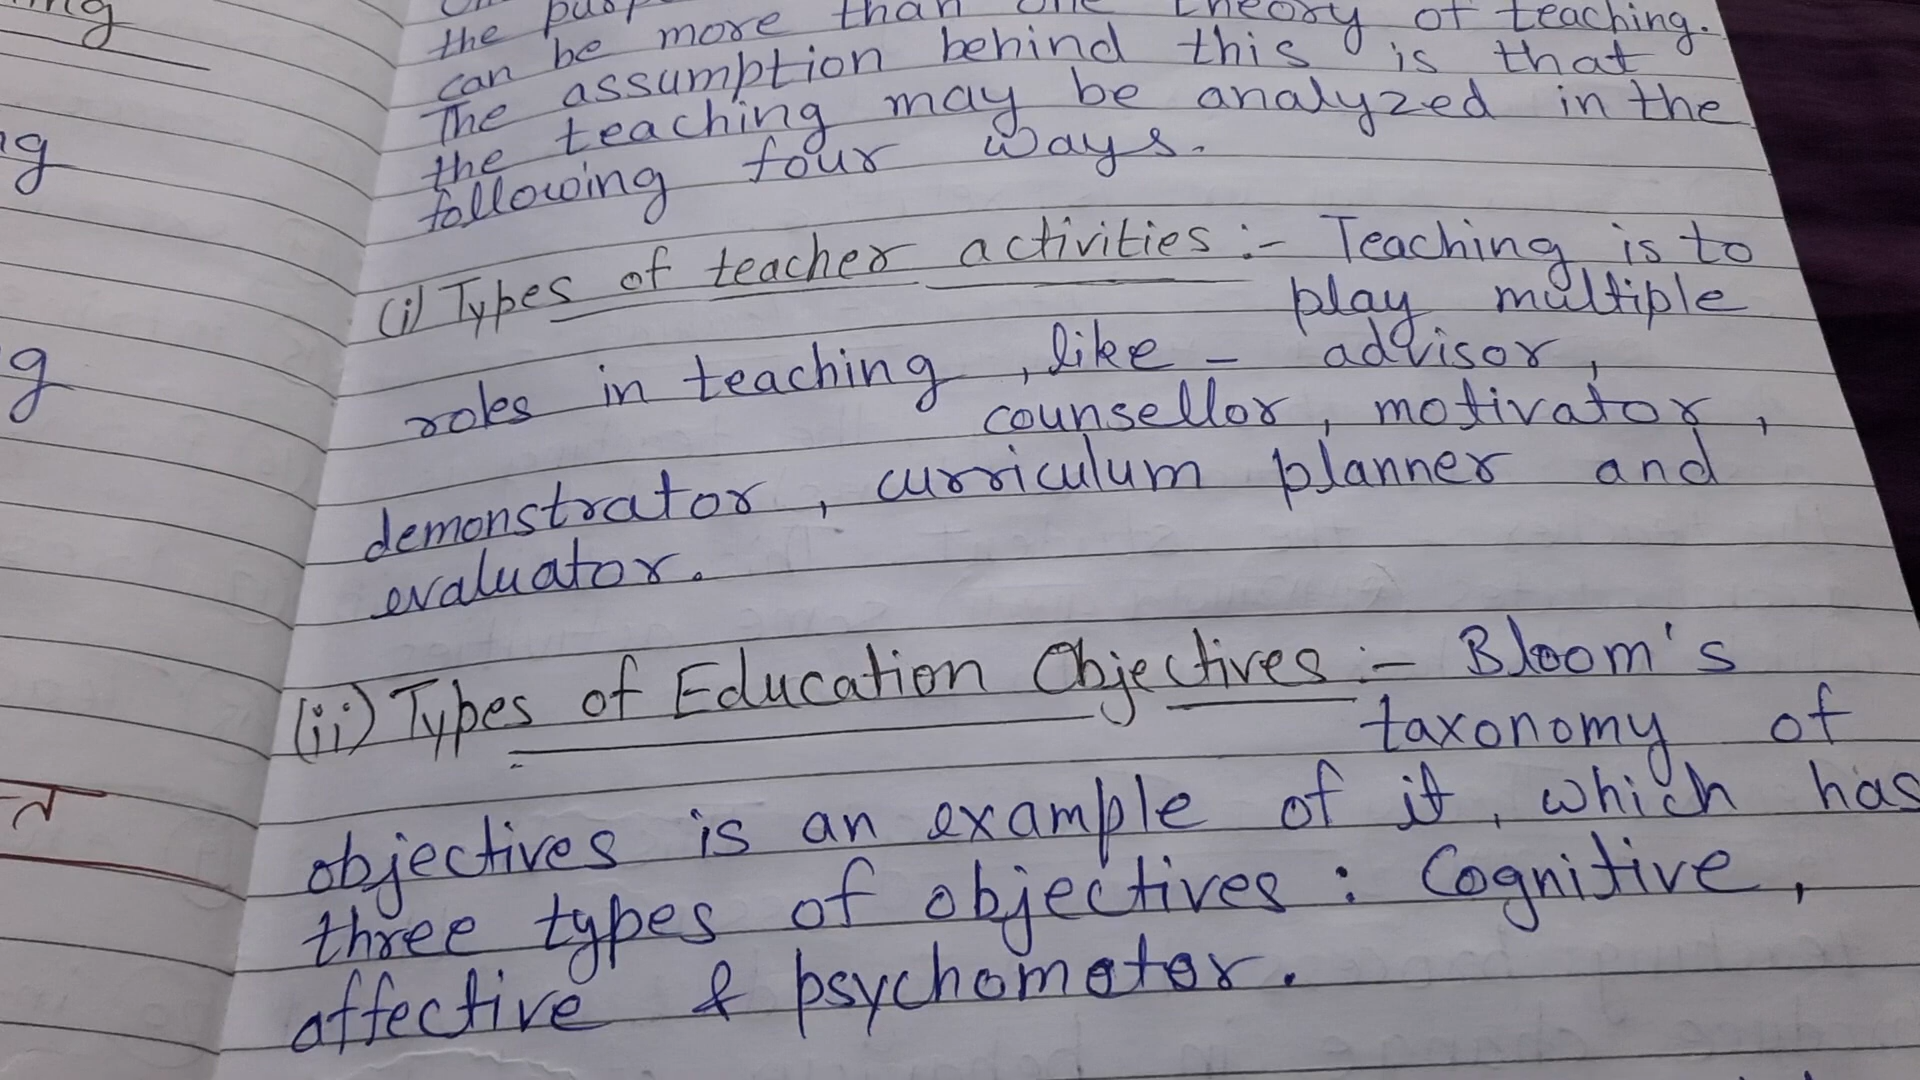 the
can be more than one theory of teaching.
The assumption behind this is that
the teaching may be analyzed in the
following four ways.
(i) Types of teacher activities :- Teaching is to
play multiple
roles in teaching, like - advisor,
counsellor, motivator,
demonstrator, curriculum planner and
evaluator.
(ii) Types of Education Objectives :- Bloom's
taxonomy of
objectives is an example of it, which has
three types of objectives : Cognitive,
affective & psychomotor.